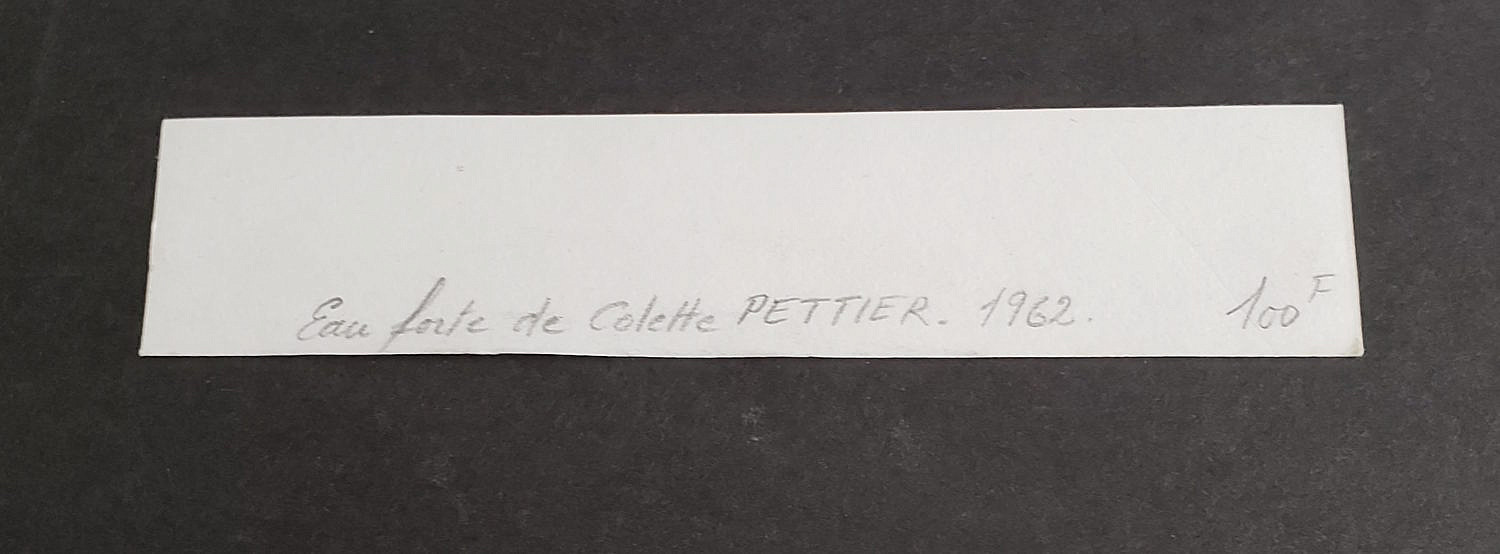 Eau forte de Colette PETTIER. 1962. 100F